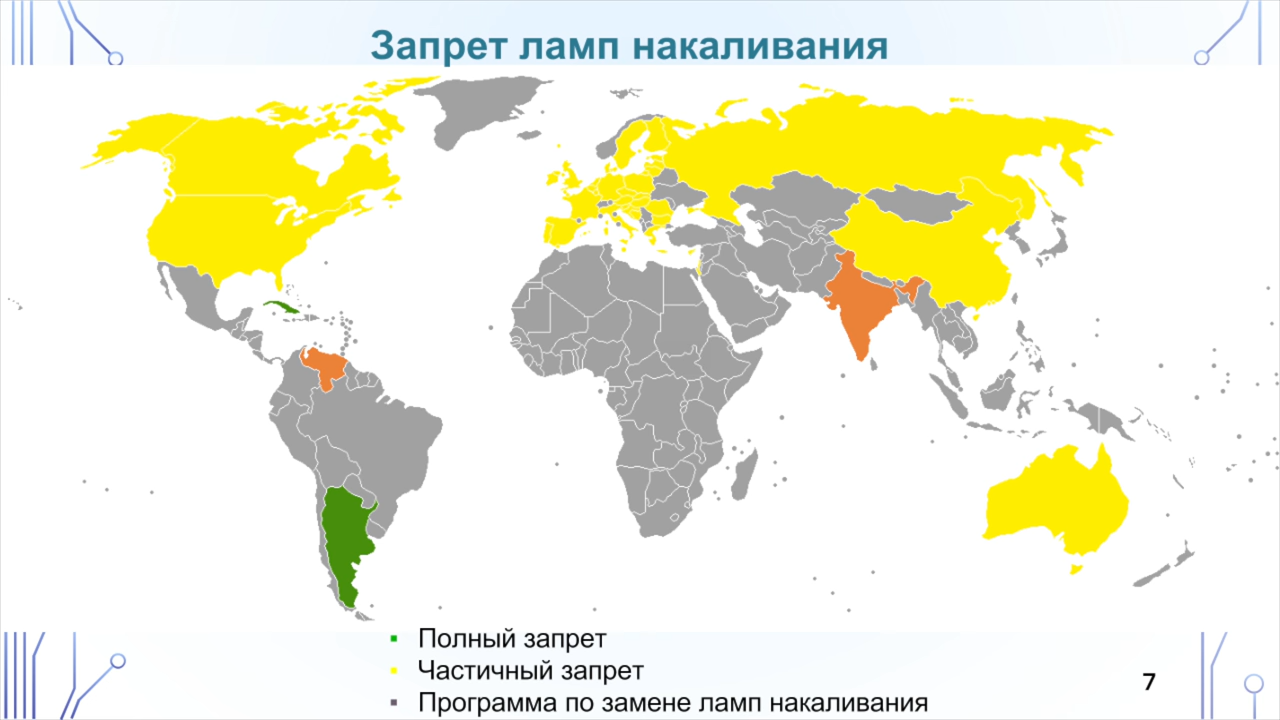 Запрет ламп накаливания
Полный запрет
Частичный запрет
Программа по замене ламп накаливания
7